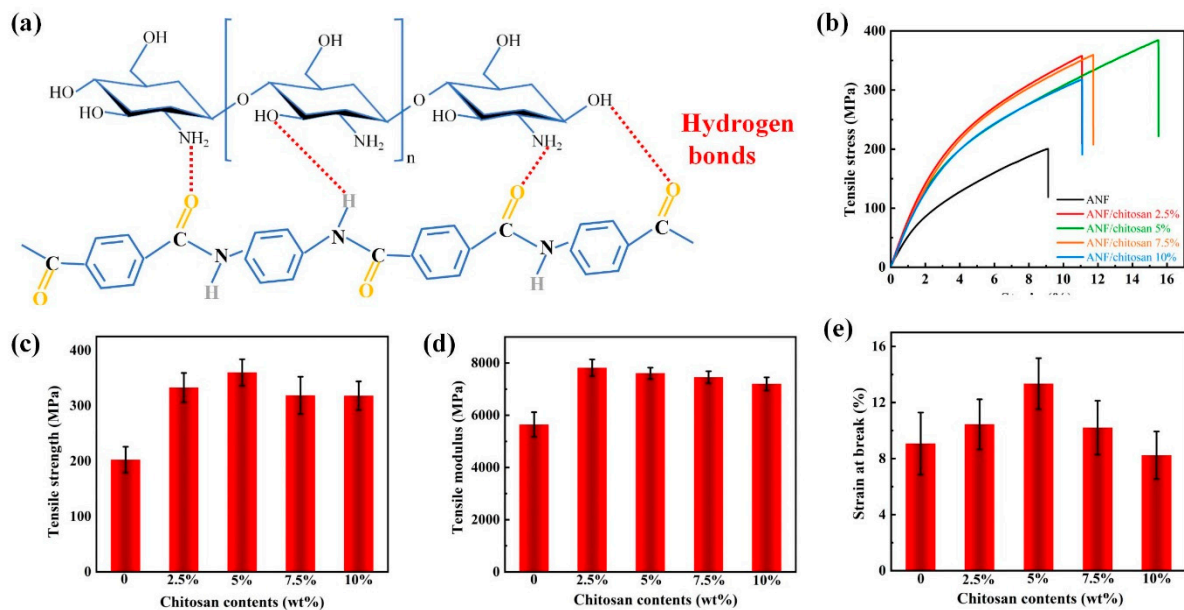 (a)
OH
OH
OH
HO
HO
HO
HO
O
O
OH
NH₂
NH₂
NH₂
n
Hydrogen
bonds
O
H
O
O
C
N
H
N
C
O
C
N
H
C
C
O
(b)
Tensile stress (MPa)
400
300
200
100
0
0 2 4 6 8 10 12 14 16
ANF
ANF/chitosan 2.5%
ANF/chitosan 5%
ANF/chitosan 7.5%
ANF/chitosan 10%
(c)
Tensile strength (MPa)
400
300
200
100
0
0 2.5% 5% 7.5% 10%
Chitosan contents (wt%)
(d)
Tensile modulus (MPa)
8000
6000
4000
2000
0
0 2.5% 5% 7.5% 10%
Chitosan contents (wt%)
(e)
Strain at break (%)
16
12
8
4
0
0 2.5% 5% 7.5% 10%
Chitosan contents (wt%)